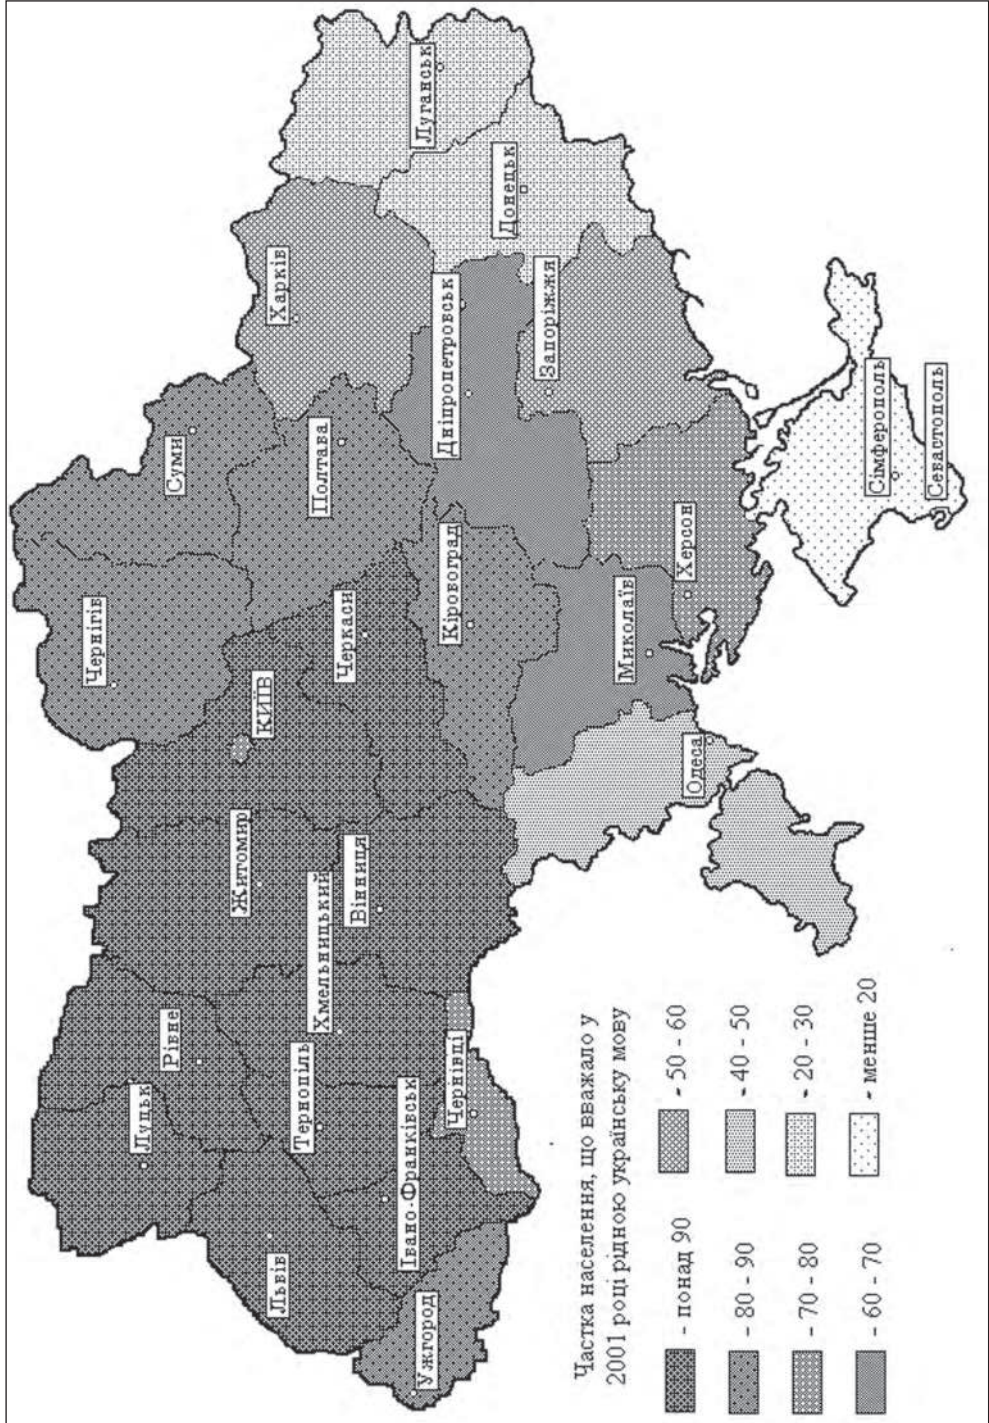 Луцьк
Рівне
Чернігів
Суми
Львів
Житомир
КИЇВ
Харків
Тернопіль
Хмельницький
Вінниця
Черкаси
Полтава
Луганськ
Ужгород
Івано-Франківськ
Чернівці
Кіровоград
Дніпропетровськ
Донецьк
Запоріжжя
Миколаїв
Херсон
Одеса
Сімферополь
Севастополь
Частка населення, що вважало у
2001 році рідною українську мову
- понад 90
- 80 - 90
- 70 - 80
- 60 - 70
- 50 - 60
- 40 - 50
- 20 - 30
- менше 20